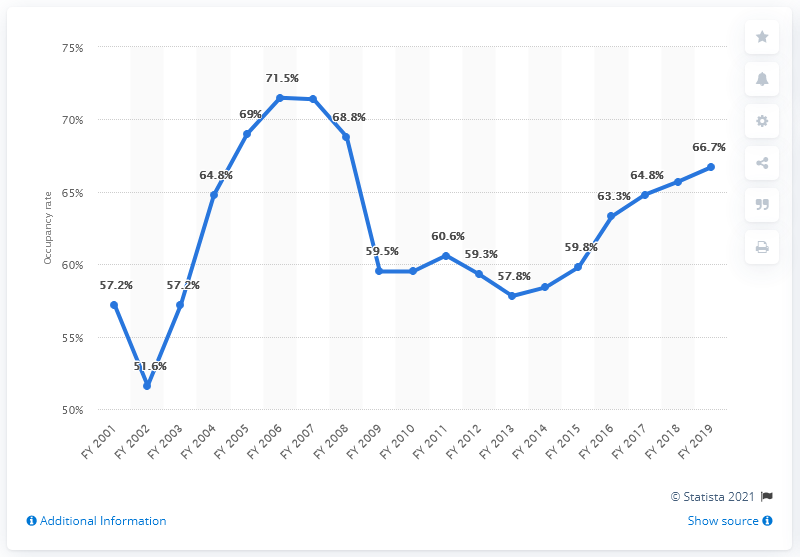 75%
70%
65%
60%
55%
50%
Occupancy rate
57.2%
51.6%
57.2%
64.8%
69%
71.5%
68.8%
59.5%
60.6%
59.3%
57.8%
59.8%
63.3%
64.8%
66.7%
FY 2001
FY 2002
FY 2003
FY 2004
FY 2005
FY 2006
FY 2007
FY 2008
FY 2009
FY 2010
FY 2011
FY 2012
FY 2013
FY 2014
FY 2015
FY 2016
FY 2017
FY 2018
FY 2019
© Statista 2021
Additional Information
Show source